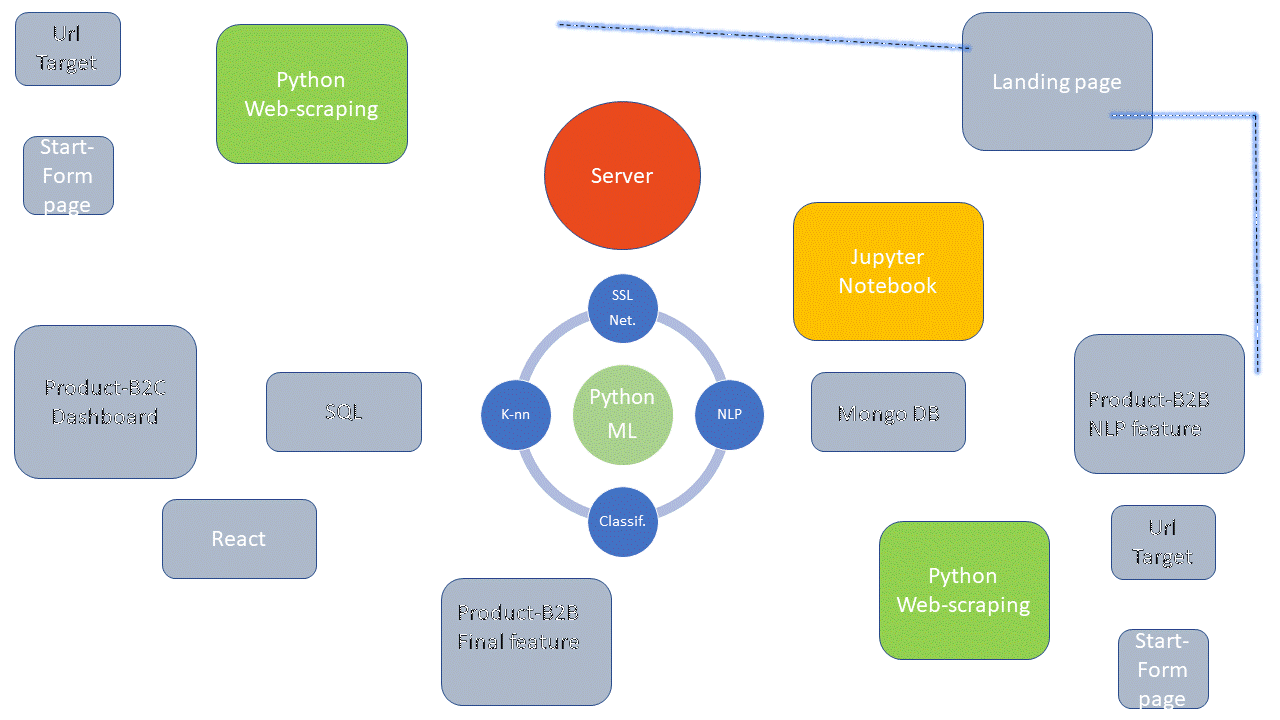 Url
Target
Python
Web-scraping
Landing page
Start-
Form
page
Server
Jupyter
Notebook
SSL
Net.
Product-B2C
Dashboard
SQL
K-nn
Python
ML
NLP
Mongo DB
Product-B2B
NLP feature
React
Classif.
Url
Target
Python
Web-scraping
Product-B2B
Final feature
Start-
Form
page